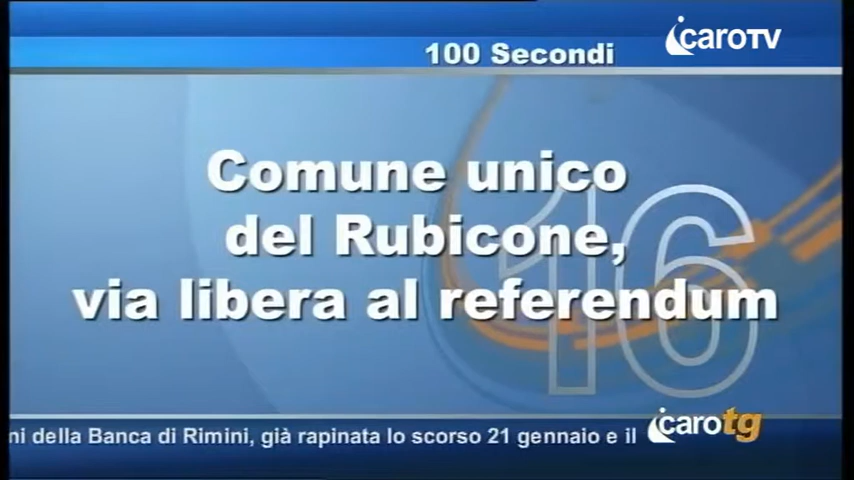 icaroTV
100 Secondi
Comune unico
del Rubicone,
via libera al referendum
16
ni della Banca di Rimini, già rapinata lo scorso 21 gennaio e il
icarotg